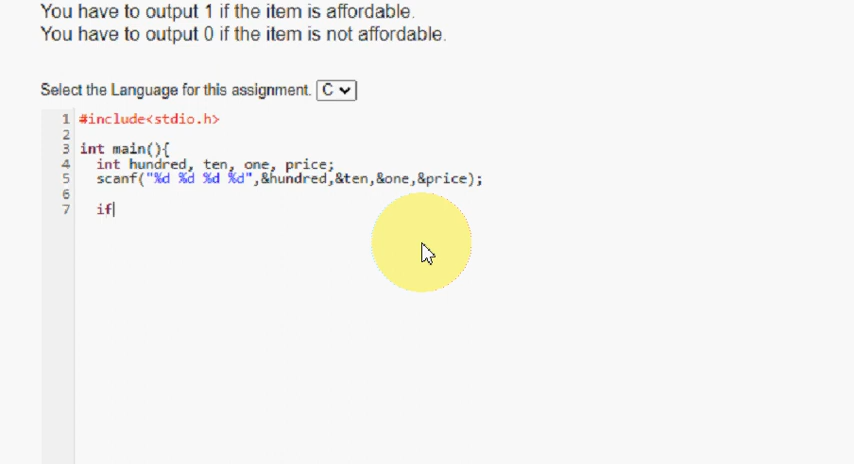 You have to output 1 if the item is affordable.
You have to output 0 if the item is not affordable.
Select the Language for this assignment. C
1 #include<stdio.h>
2
3 int main(){
4 int hundred, ten, one, price;
5 scanf("%d %d %d %d",&hundred,&ten,&one,&price);
6
7 if